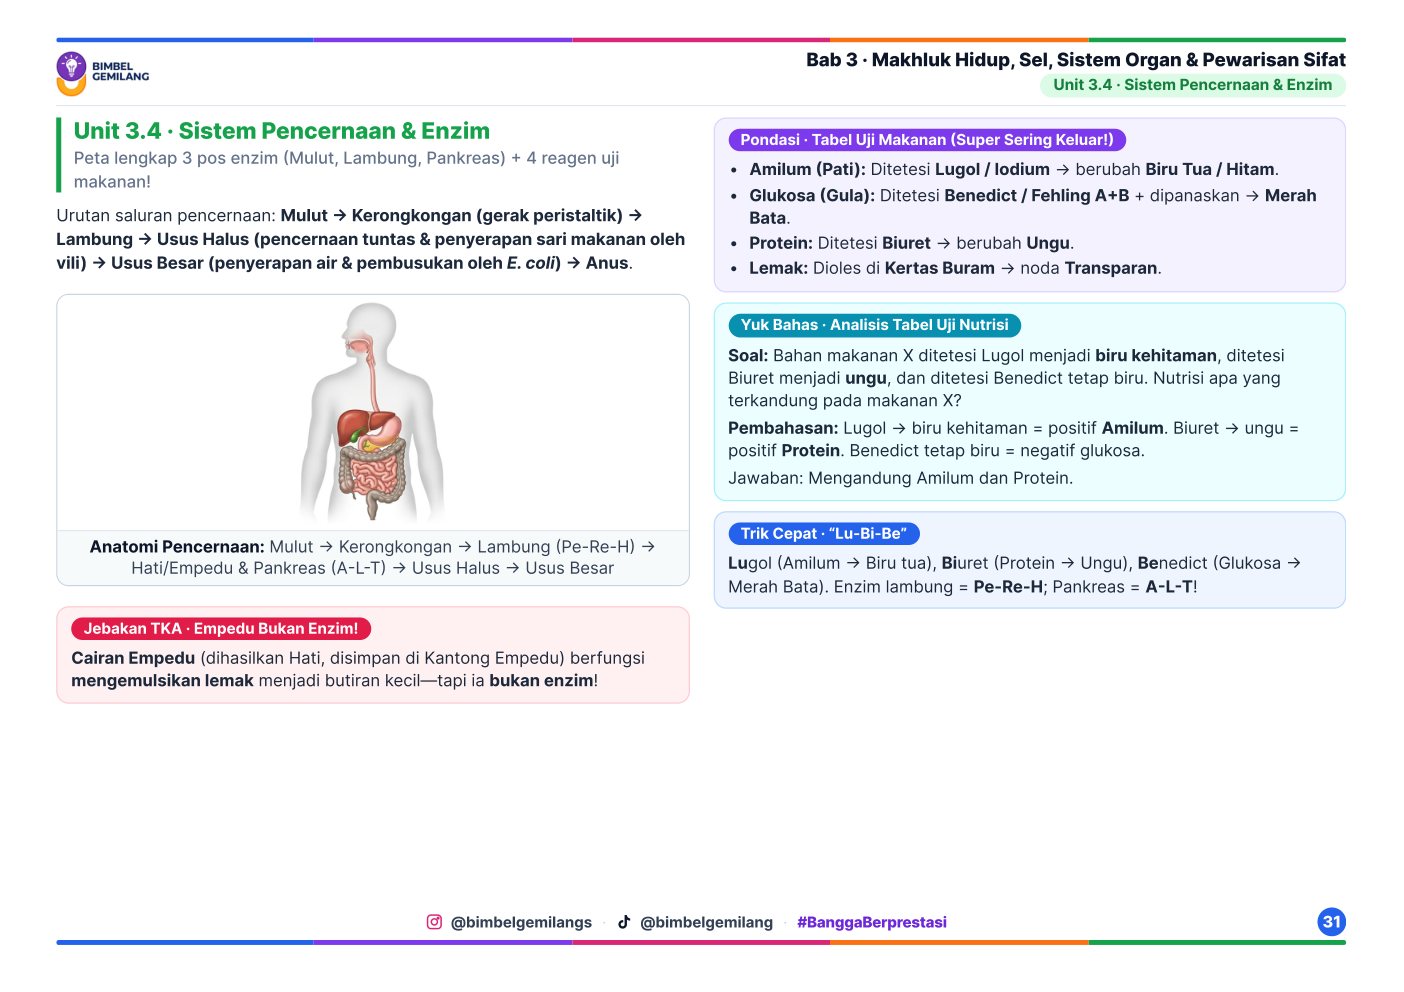 BIMBEL
GEMILANG
Bab 3 · Makhluk Hidup, Sel, Sistem Organ & Pewarisan Sifat
Unit 3.4 · Sistem Pencernaan & Enzim
Unit 3.4 · Sistem Pencernaan & Enzim
Peta lengkap 3 pos enzim (Mulut, Lambung, Pankreas) + 4 reagen uji
makanan!
Urutan saluran pencernaan: Mulut → Kerongkongan (gerak peristaltik) →
Lambung → Usus Halus (pencernaan tuntas & penyerapan sari makanan oleh
vili) → Usus Besar (penyerapan air & pembusukan oleh E. coli) → Anus.
Anatomi Pencernaan: Mulut → Kerongkongan → Lambung (Pe-Re-H) →
Hati/Empedu & Pankreas (A-L-T) → Usus Halus → Usus Besar
Jebakan TKA · Empedu Bukan Enzim!
Cairan Empedu (dihasilkan Hati, disimpan di Kantong Empedu) berfungsi
mengemulsikan lemak menjadi butiran kecil—tapi ia bukan enzim!
Pondasi · Tabel Uji Makanan (Super Sering Keluar!)
• Amilum (Pati): Ditetesi Lugol / Iodium → berubah Biru Tua / Hitam.
• Glukosa (Gula): Ditetesi Benedict / Fehling A+B + dipanaskan → Merah
Bata.
• Protein: Ditetesi Biuret → berubah Ungu.
• Lemak: Dioles di Kertas Buram → noda Transparan.
Yuk Bahas · Analisis Tabel Uji Nutrisi
Soal: Bahan makanan X ditetesi Lugol menjadi biru kehitaman, ditetesi
Biuret menjadi ungu, dan ditetesi Benedict tetap biru. Nutrisi apa yang
terkandung pada makanan X?
Pembahasan: Lugol → biru kehitaman = positif Amilum. Biuret → ungu =
positif Protein. Benedict tetap biru = negatif glukosa.
Jawaban: Mengandung Amilum dan Protein.
Trik Cepat · “Lu-Bi-Be”
Lugol (Amilum → Biru tua), Biuret (Protein → Ungu), Benedict (Glukosa →
Merah Bata). Enzim lambung = Pe-Re-H; Pankreas = A-L-T!
@bimbelgemilangs · @bimbelgemilang · #BanggaBerprestasi
31